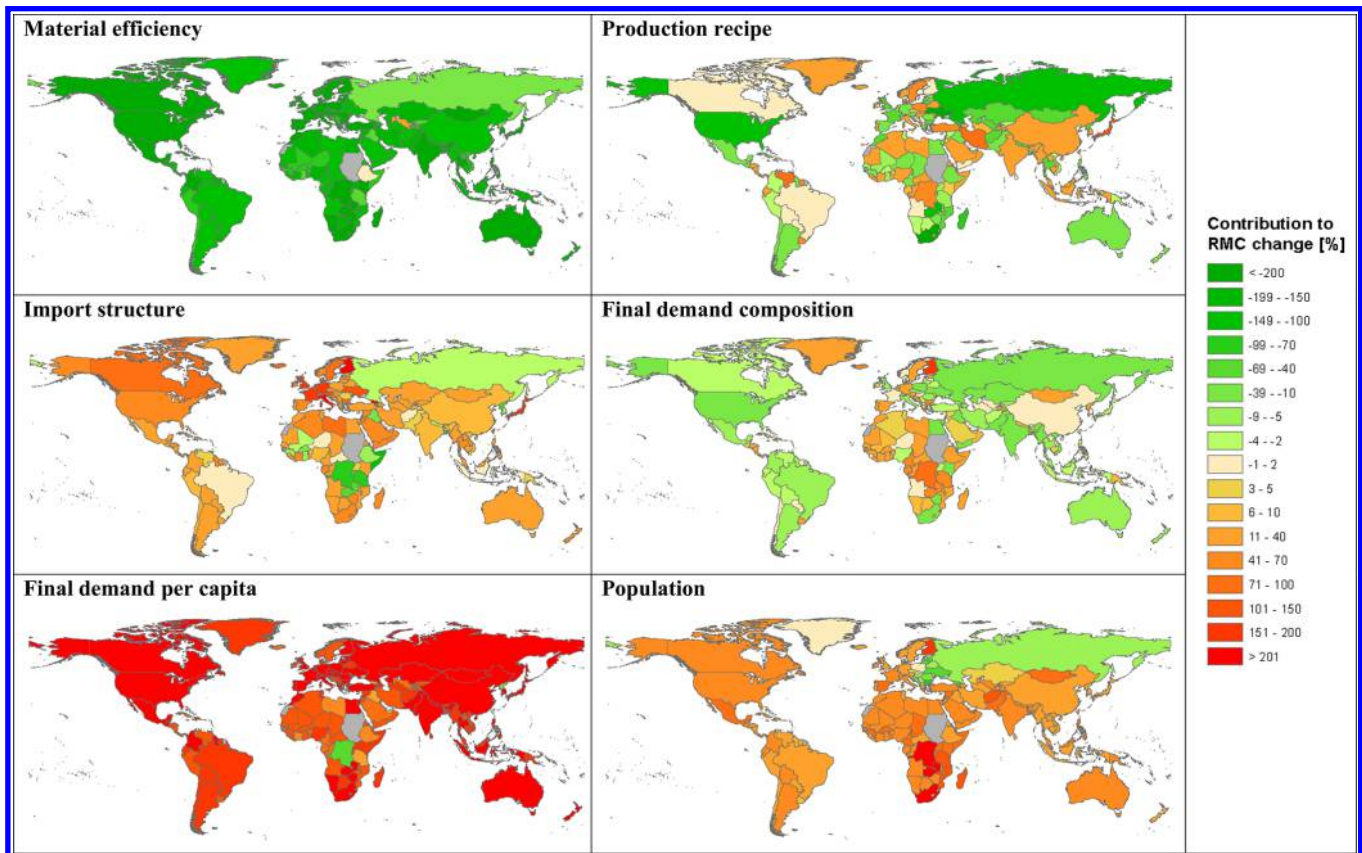 Material efficiency
Production recipe
Import structure
Final demand composition
Final demand per capita
Population
Contribution to
RMC change [%]
< -200
-199 - -150
-149 - -100
-99 - -70
-69 - -40
-39 - -10
-9 - -5
-4 - -2
-1 - 2
3 - 5
6 - 10
11 - 40
41 - 70
71 - 100
101 - 150
151 - 200
> 201